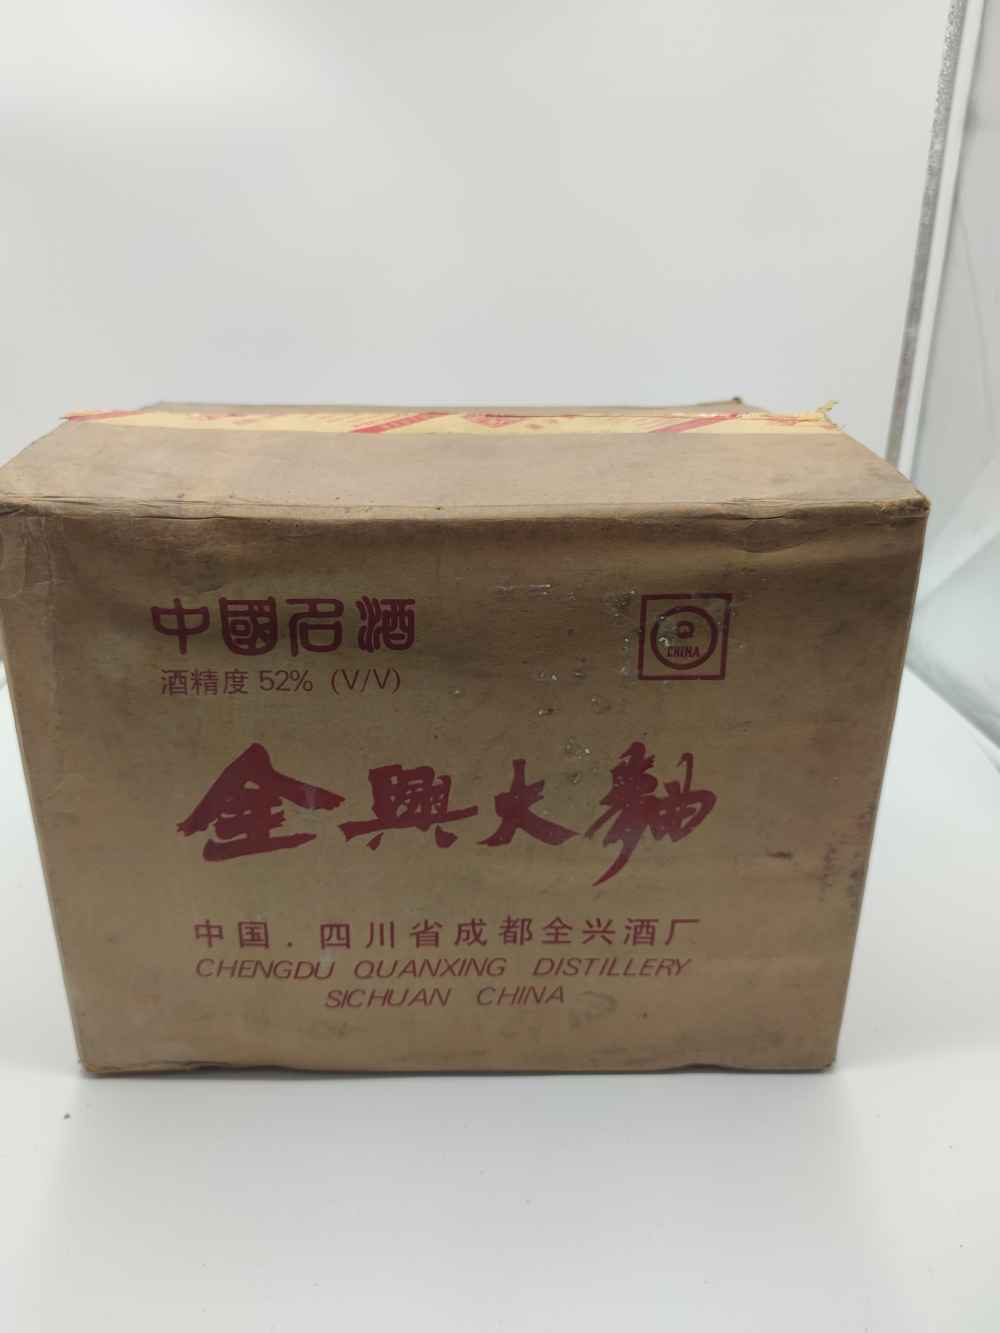 中國名酒
酒精度 52% (V/V)
CHINA
全興大麯
中国．四川省成都全兴酒厂
CHENGDU QUANXING DISTILLERY
SICHUAN CHINA